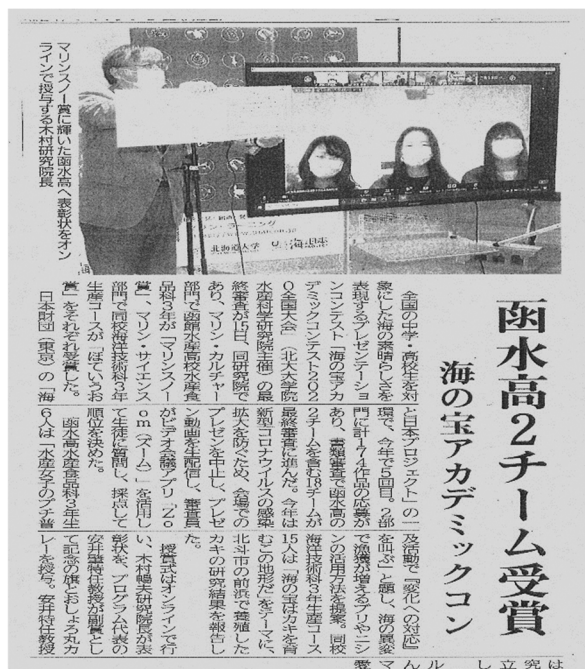 函水高2チーム受賞
海の宝アカデミックコン
マリンスノー賞に輝いた函水高へ表彰状をオン
ラインで授与する木村研究院長
北海道大学
全国の中学・高校生を対
象にした海の素晴らしさを
表現するプレゼンテーショ
ンコンテスト「海の宝アカ
デミックコンテスト202
0全国大会」（北大大学院
水産科学研究院主催）の最
終審査が15日、同研究院で
あり、マリン・カルチャー
部門で函館水産高校水産食
品科3年が「マリンスノー
賞」、マリン・サイエンス
部門で同校海洋技術科3年
生産コースが「ほていうお
賞」をそれぞれ受賞した。
日本財団（東京）の「海
と日本プロジェクト」の一
環で、今年で5回目。2部
門に計174作品の応募が
あり、書類審査で函水高の
2チームを含む18チームが
最終審査に進んだ。今年は
新型コロナウイルスの感染
拡大を防ぐため、会場での
プレゼンを中止し、プレゼ
ン動画を生配信し、審査員
がビデオ会議アプリ「Zo
om（ズーム）」を活用し
て生徒に質問し、採点して
順位を決めた。
函水高水産食品科3年生
6人は「水産女子のプチ普
及活動で『変化への対応』
を叫ぶ」と題し、海の異変
で漁獲が増えるブリやニシ
ンの活用方法を提案。同校
海洋技術科3年生産コース
15人は「海の宝はカキを育
むこの地形だ」をテーマに、
北斗市の前浜で養殖した
カキの研究結果を報告し
た。
授賞式はオンラインで行
い、木村暢夫研究院長が表
彰状を、プログラム代表の
安井肇特任教授が副賞とし
て記念の旗とおしょろ丸カ
レーを授与。安井特任教授